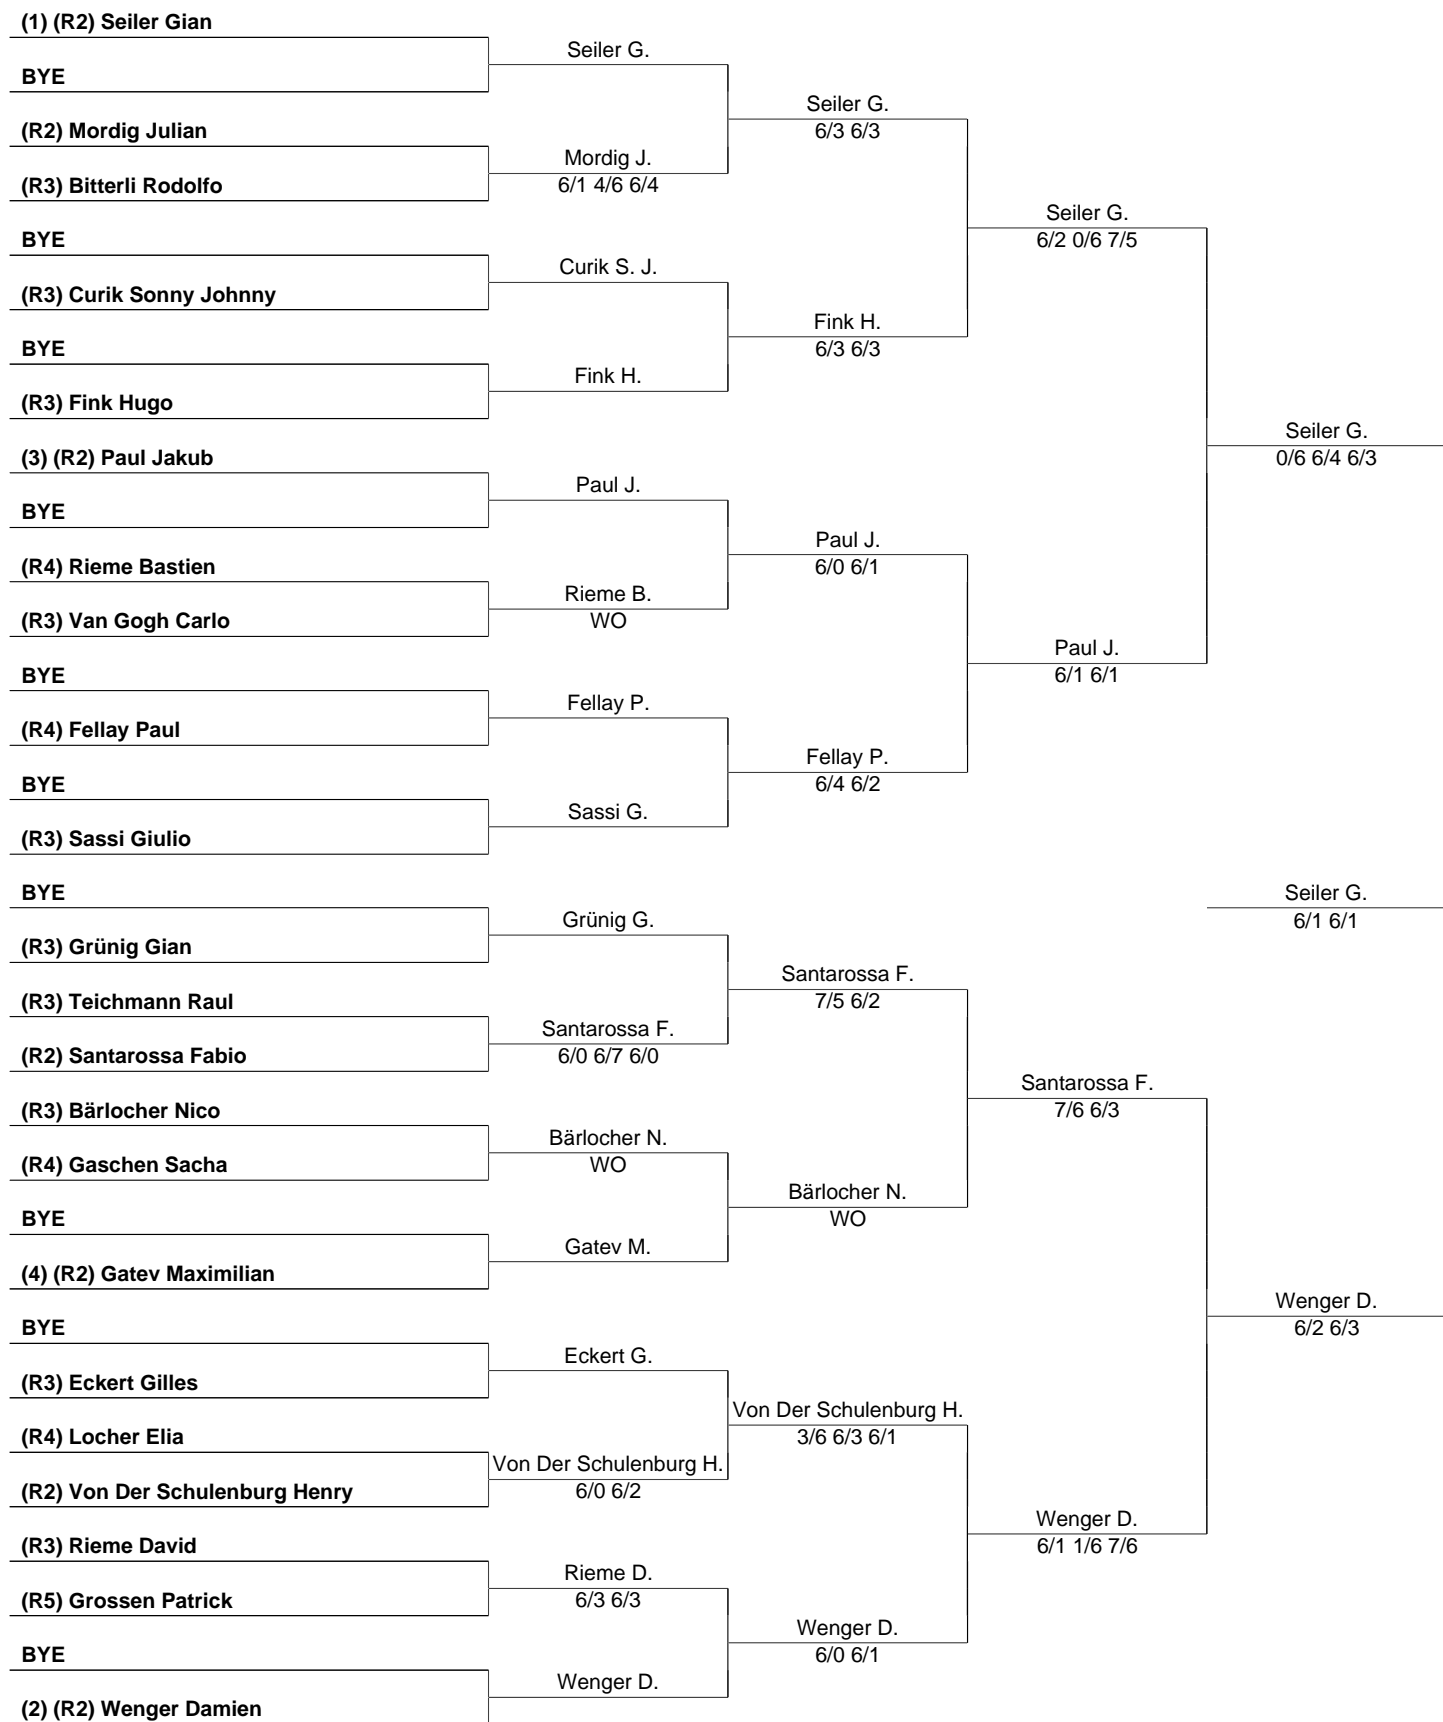 (1) (R2) Seiler Gian
Seiler G.
BYE
Seiler G.
(R2) Mordig Julian
6/3 6/3
Mordig J.
(R3) Bitterli Rodolfo
6/1 4/6 6/4
Seiler G.
BYE
6/2 0/6 7/5
Curik S. J.
(R3) Curik Sonny Johnny
Fink H.
BYE
6/3 6/3
Fink H.
(R3) Fink Hugo
Seiler G.
(3) (R2) Paul Jakub
0/6 6/4 6/3
Paul J.
BYE
Paul J.
(R4) Rieme Bastien
6/0 6/1
Rieme B.
(R3) Van Gogh Carlo
WO
Paul J.
BYE
6/1 6/1
Fellay P.
(R4) Fellay Paul
Fellay P.
BYE
6/4 6/2
Sassi G.
(R3) Sassi Giulio
BYE
Seiler G.
6/1 6/1
Grünig G.
(R3) Grünig Gian
Santarossa F.
(R3) Teichmann Raul
7/5 6/2
Santarossa F.
(R2) Santarossa Fabio
6/0 6/7 6/0
Santarossa F.
(R3) Bärlocher Nico
7/6 6/3
Bärlocher N.
(R4) Gaschen Sacha
WO
Bärlocher N.
BYE
WO
Gatev M.
(4) (R2) Gatev Maximilian
Wenger D.
BYE
6/2 6/3
Eckert G.
(R3) Eckert Gilles
Von Der Schulenburg H.
(R4) Locher Elia
3/6 6/3 6/1
Von Der Schulenburg H.
(R2) Von Der Schulenburg Henry
6/0 6/2
Wenger D.
(R3) Rieme David
6/1 1/6 7/6
Rieme D.
(R5) Grossen Patrick
6/3 6/3
Wenger D.
BYE
6/0 6/1
Wenger D.
(2) (R2) Wenger Damien